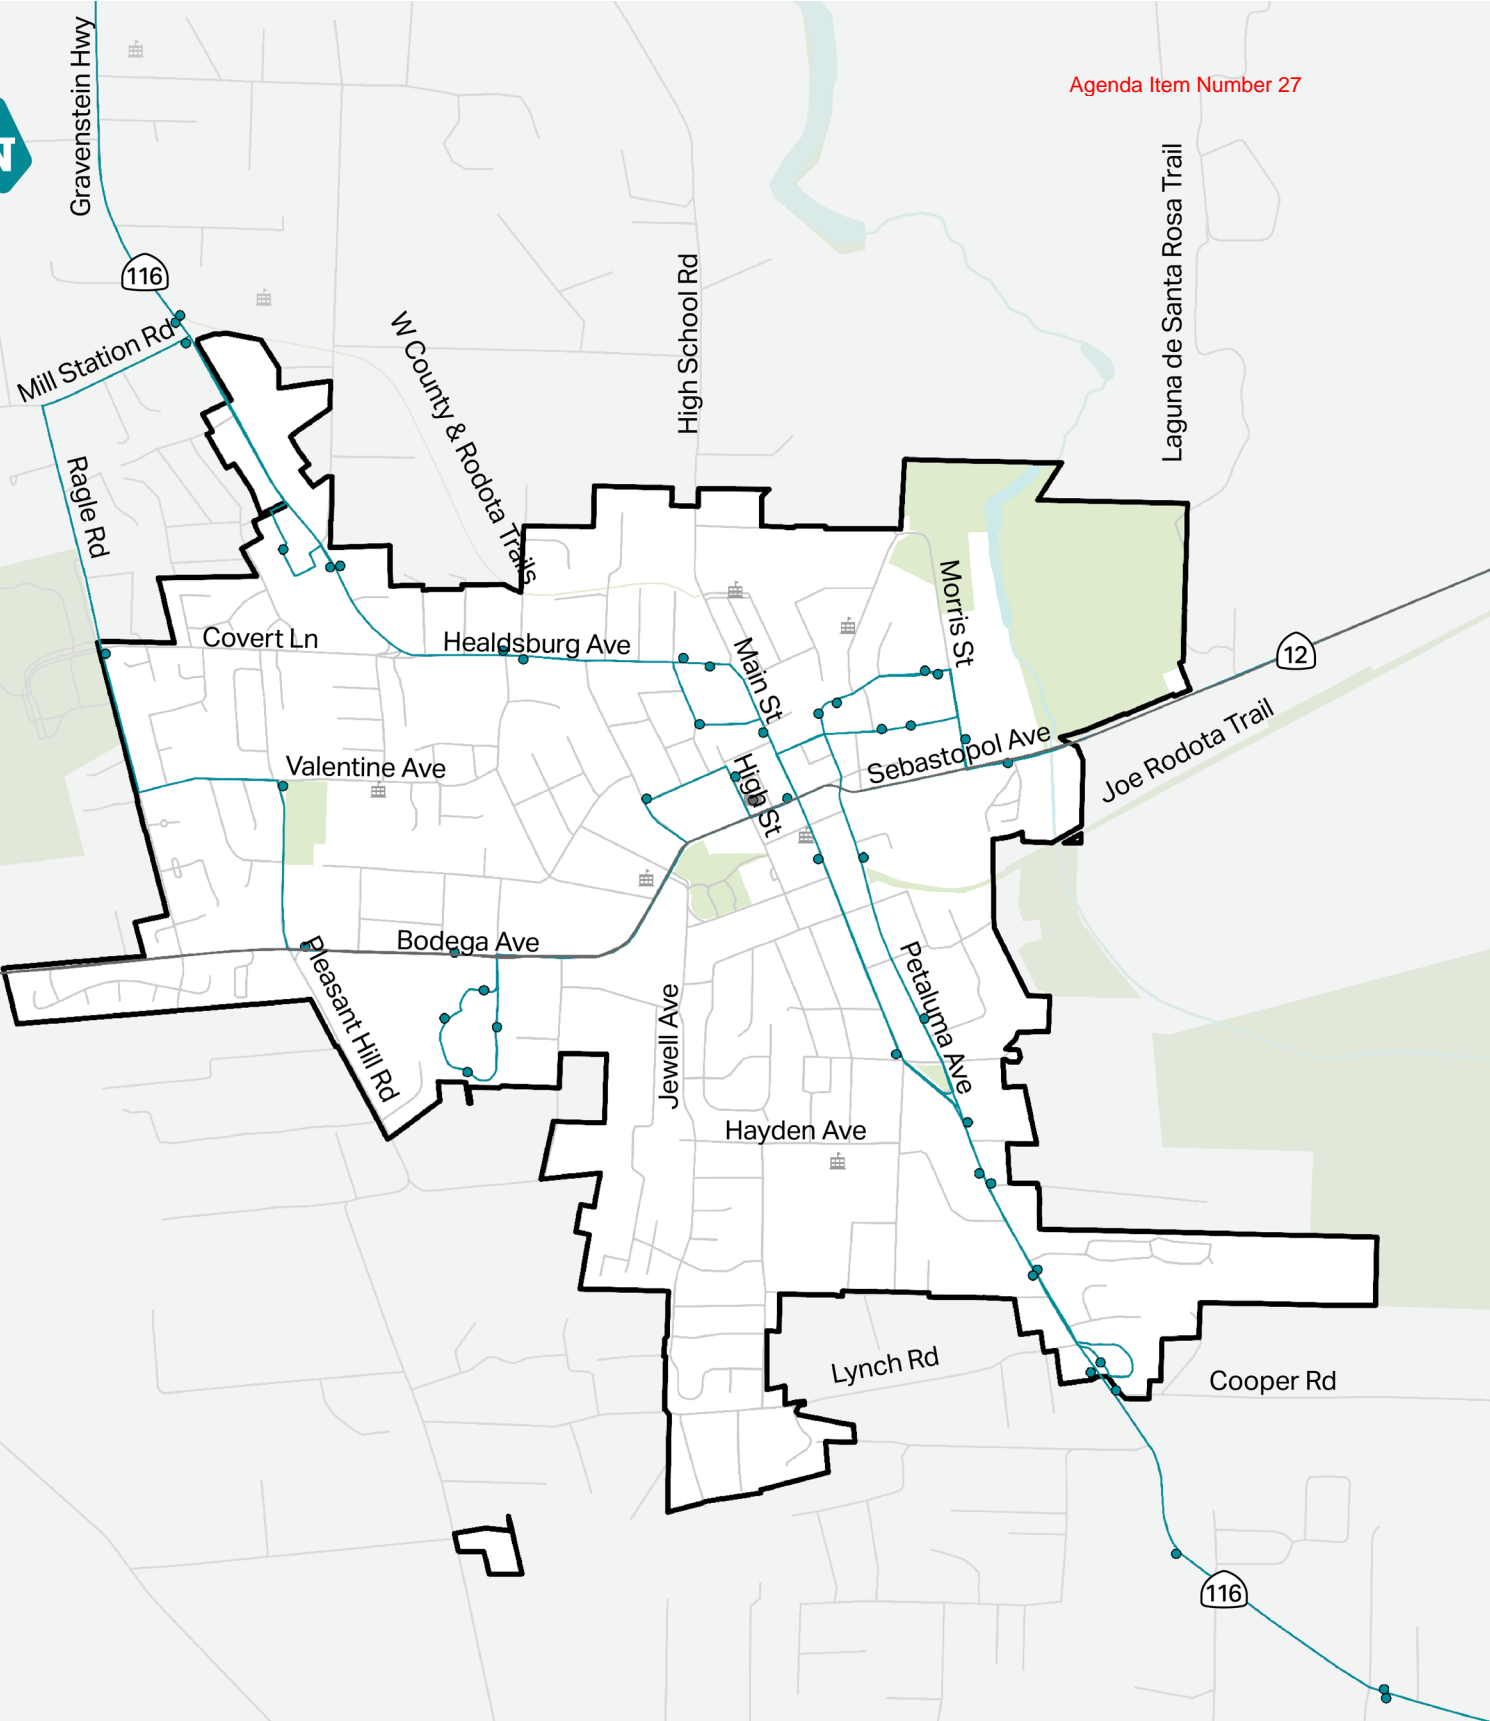 Agenda Item Number 27
Gravenstein Hwy
N
116
Mill Station Rd
Ragle Rd
W County & Rodota Trails
High School Rd
Laguna de Santa Rosa Trail
Covert Ln
Healdsburg Ave
Main St
Morris St
12
Joe Rodota Trail
Sebastopol Ave
Valentine Ave
High St
Bodega Ave
Pleasant Hill Rd
Jewell Ave
Petaluma Ave
Hayden Ave
Lynch Rd
Cooper Rd
116